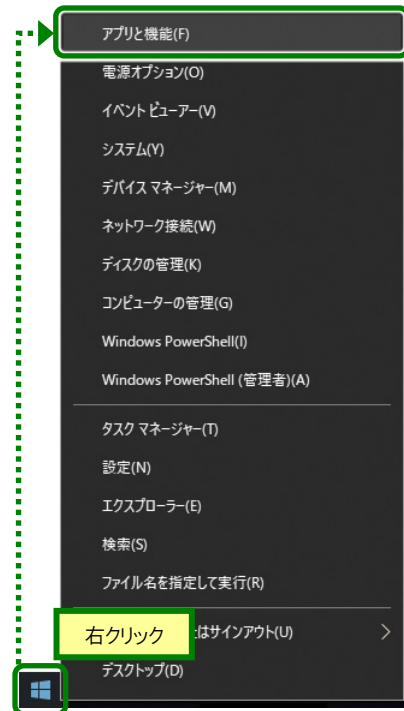 アプリと機能(F)
電源オプション(O)
イベント ビューアー(V)
システム(Y)
デバイス マネージャー(M)
ネットワーク接続(W)
ディスクの管理(K)
コンピューターの管理(G)
Windows PowerShell(I)
Windows PowerShell (管理者)(A)
タスク マネージャー(T)
設定(N)
エクスプローラー(E)
検索(S)
ファイル名を指定して実行(R)
右クリック
はサインアウト(U)
デスクトップ(D)